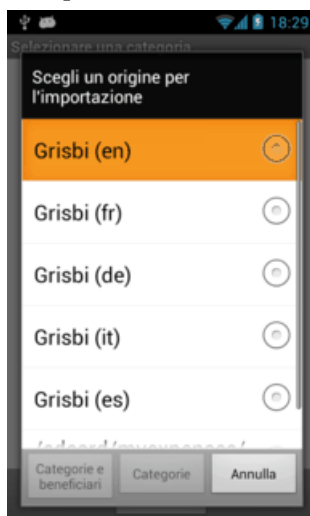 18:29
Selezionare una categoria
Scegli un origine per
l'importazione
Grisbi (en)
Grisbi (fr)
Grisbi (de)
Grisbi (it)
Grisbi (es)
Categorie e
beneficiari
Categorie
Annulla